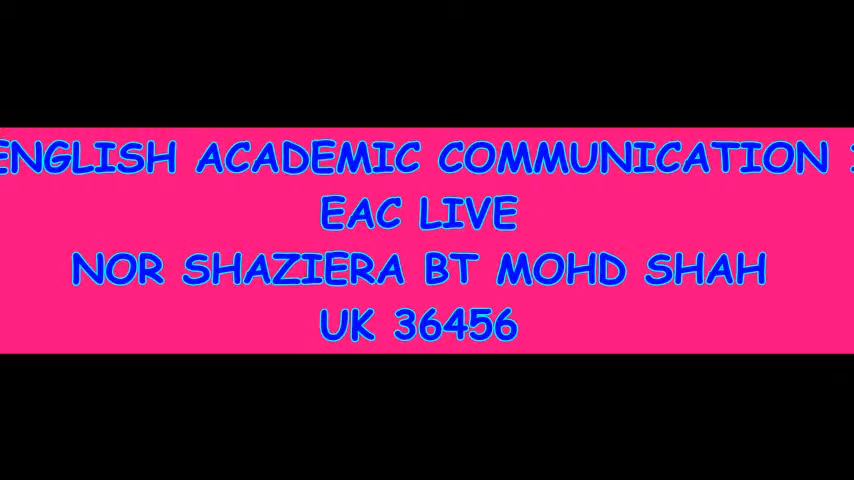 ENGLISH ACADEMIC COMMUNICATION
EAC LIVE
NOR SHAZIERA BT MOHD SHAH
UK 36456